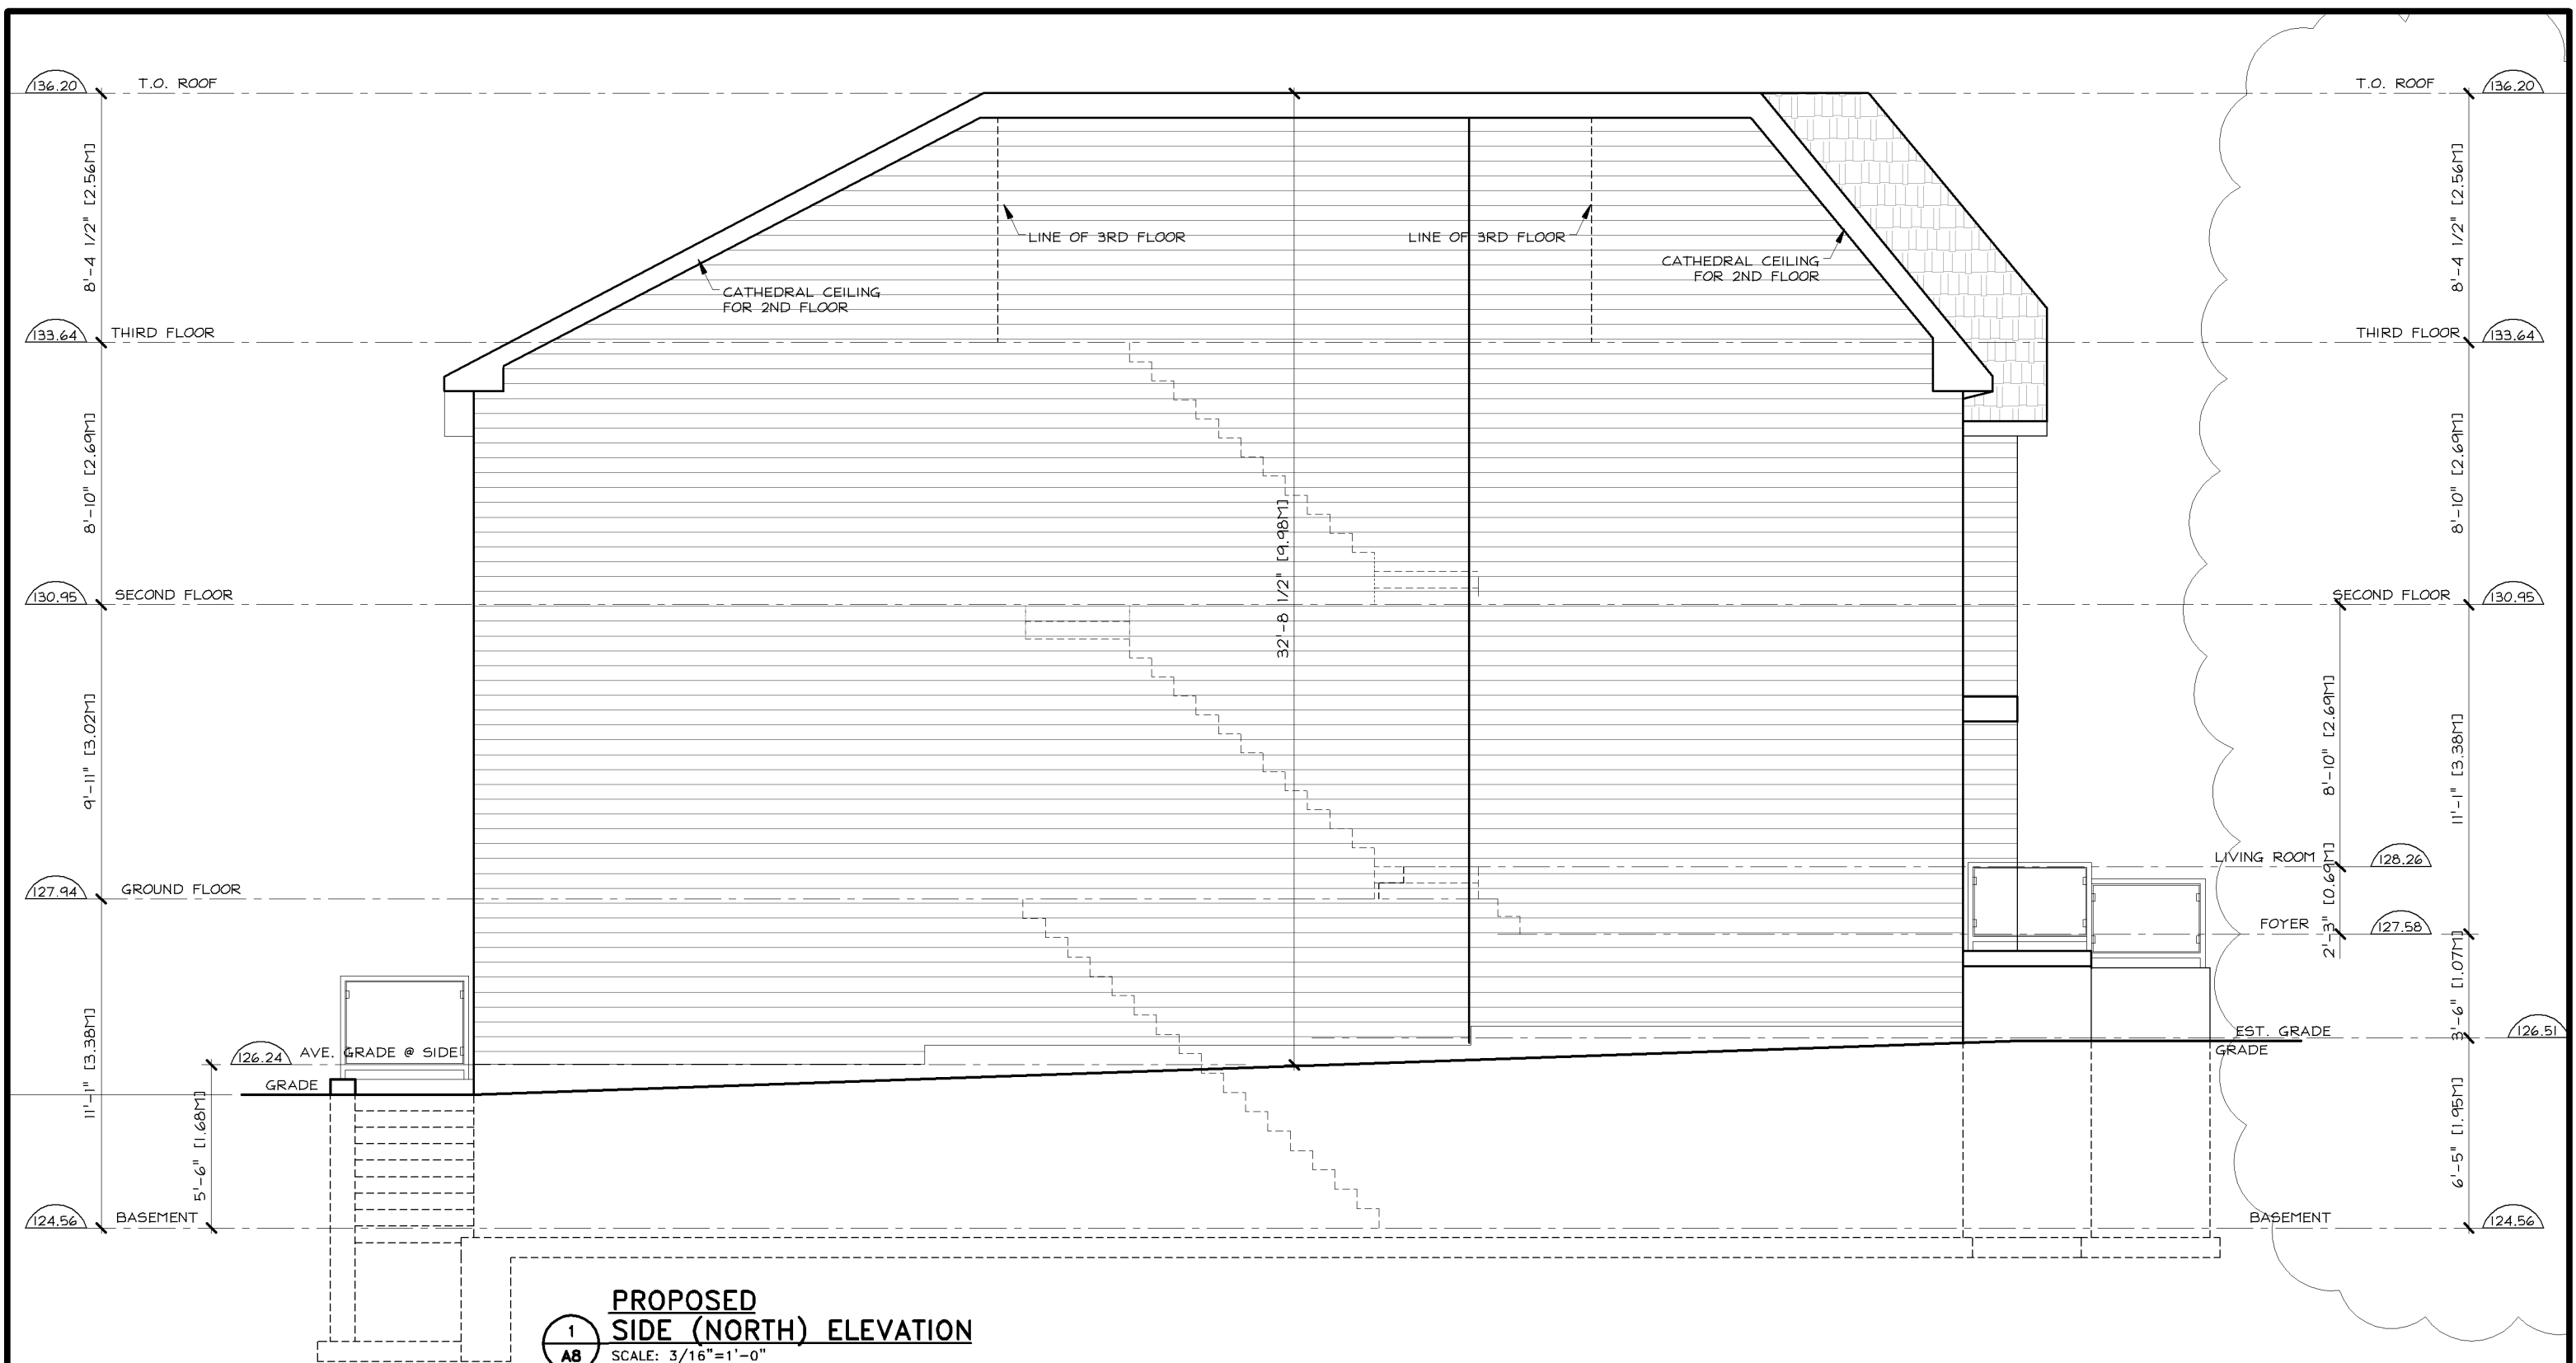 136.20 T.O. ROOF
T.O. ROOF 136.20
8'-4 1/2" [2.56M]
8'-4 1/2" [2.56M]
LINE OF 3RD FLOOR
LINE OF 3RD FLOOR
CATHEDRAL CEILING
FOR 2ND FLOOR
CATHEDRAL CEILING
FOR 2ND FLOOR
133.64 THIRD FLOOR
THIRD FLOOR 133.64
8'-10" [2.69M]
8'-10" [2.69M]
32'-8 1/2" [9.98M]
130.95 SECOND FLOOR
SECOND FLOOR 130.95
9'-11" [3.02M]
8'-10" [2.69M]
11'-1" [3.38M]
LIVING ROOM 128.26
127.94 GROUND FLOOR
2'-3" [0.69M]
FOYER 127.58
11'-1" [3.38M]
3'-6" [1.07M]
EST. GRADE 126.51
GRADE
126.24 AVE. GRADE @ SIDE
GRADE
5'-6" [1.68M]
6'-5" [1.95M]
124.56 BASEMENT
BASEMENT 124.56
PROPOSED
1 SIDE (NORTH) ELEVATION
A8 SCALE: 3/16"=1'-0"